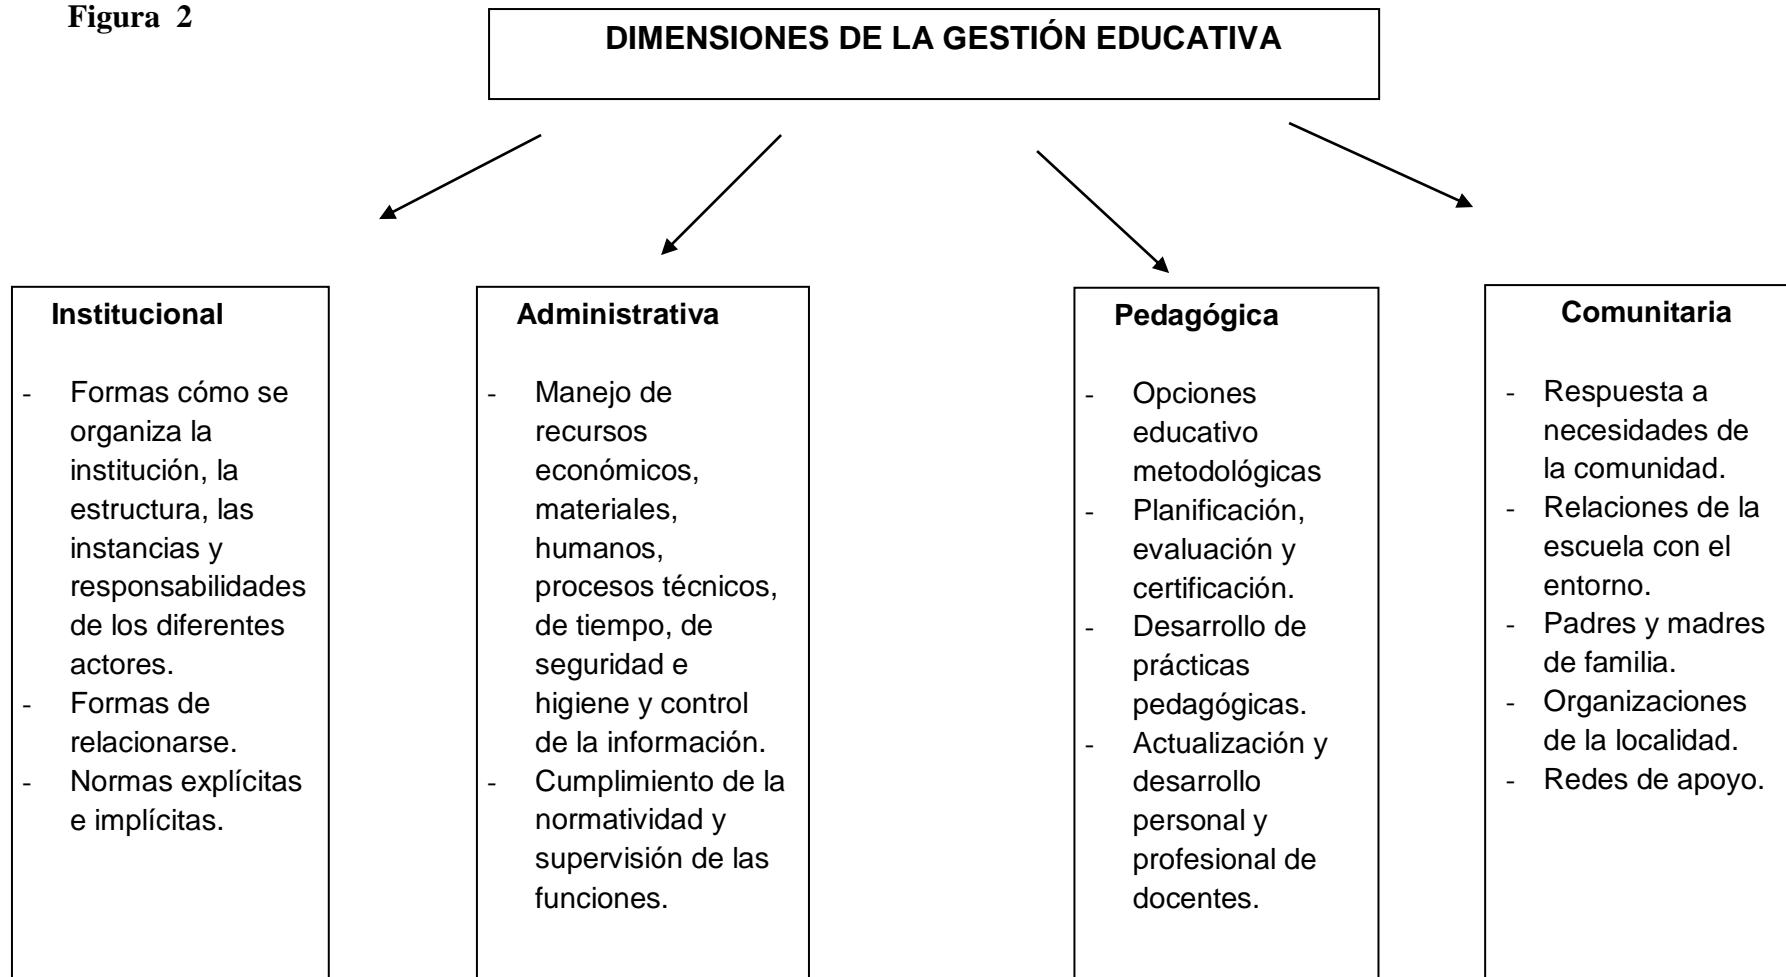 Figura 2
DIMENSIONES DE LA GESTIÓN EDUCATIVA
Institucional
- Formas cómo se
organiza la
institución, la
estructura, las
instancias y
responsabilidades
de los diferentes
actores.
- Formas de
relacionarse.
- Normas explícitas
e implícitas.
Administrativa
- Manejo de
recursos
económicos,
materiales,
humanos,
procesos técnicos,
de tiempo, de
seguridad e
higiene y control
de la información.
- Cumplimiento de la
normatividad y
supervisión de las
funciones.
Pedagógica
- Opciones
educativo
metodológicas
- Planificación,
evaluación y
certificación.
- Desarrollo de
prácticas
pedagógicas.
- Actualización y
desarrollo
personal y
profesional de
docentes.
Comunitaria
- Respuesta a
necesidades de
la comunidad.
- Relaciones de la
escuela con el
entorno.
- Padres y madres
de familia.
- Organizaciones
de la localidad.
- Redes de apoyo.